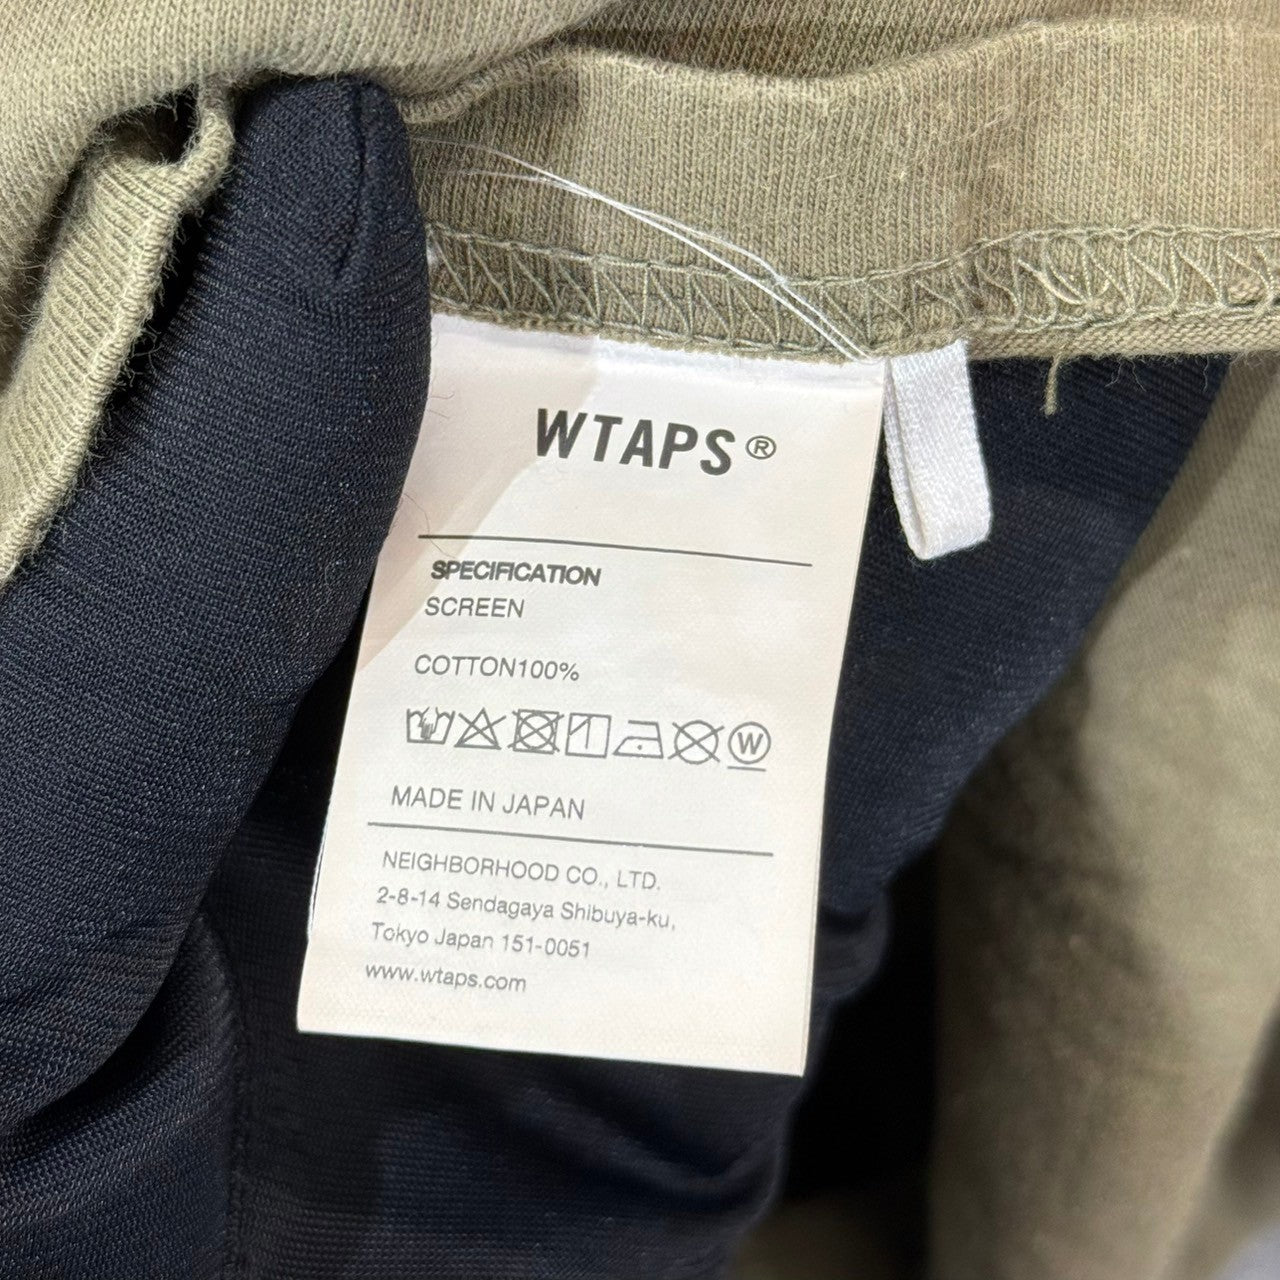 WTAPS®
SPECIFICATION
SCREEN
COTTON100%
W
MADE IN JAPAN
NEIGHBORHOOD CO., LTD.
2-8-14 Sendagaya Shibuya-ku,
Tokyo Japan 151-0051
www.wtaps.com